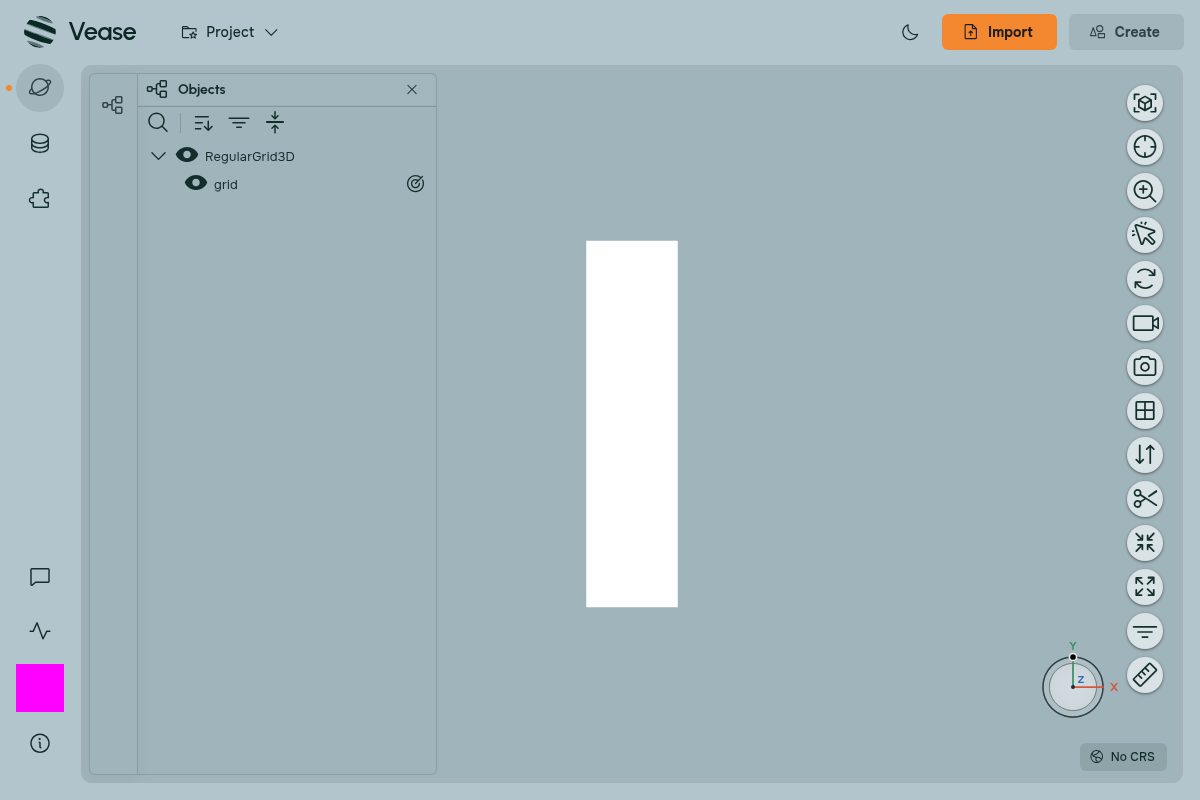 Vease
Project
Import
Create
Objects
RegularGrid3D
grid
Y
Z
X
No CRS